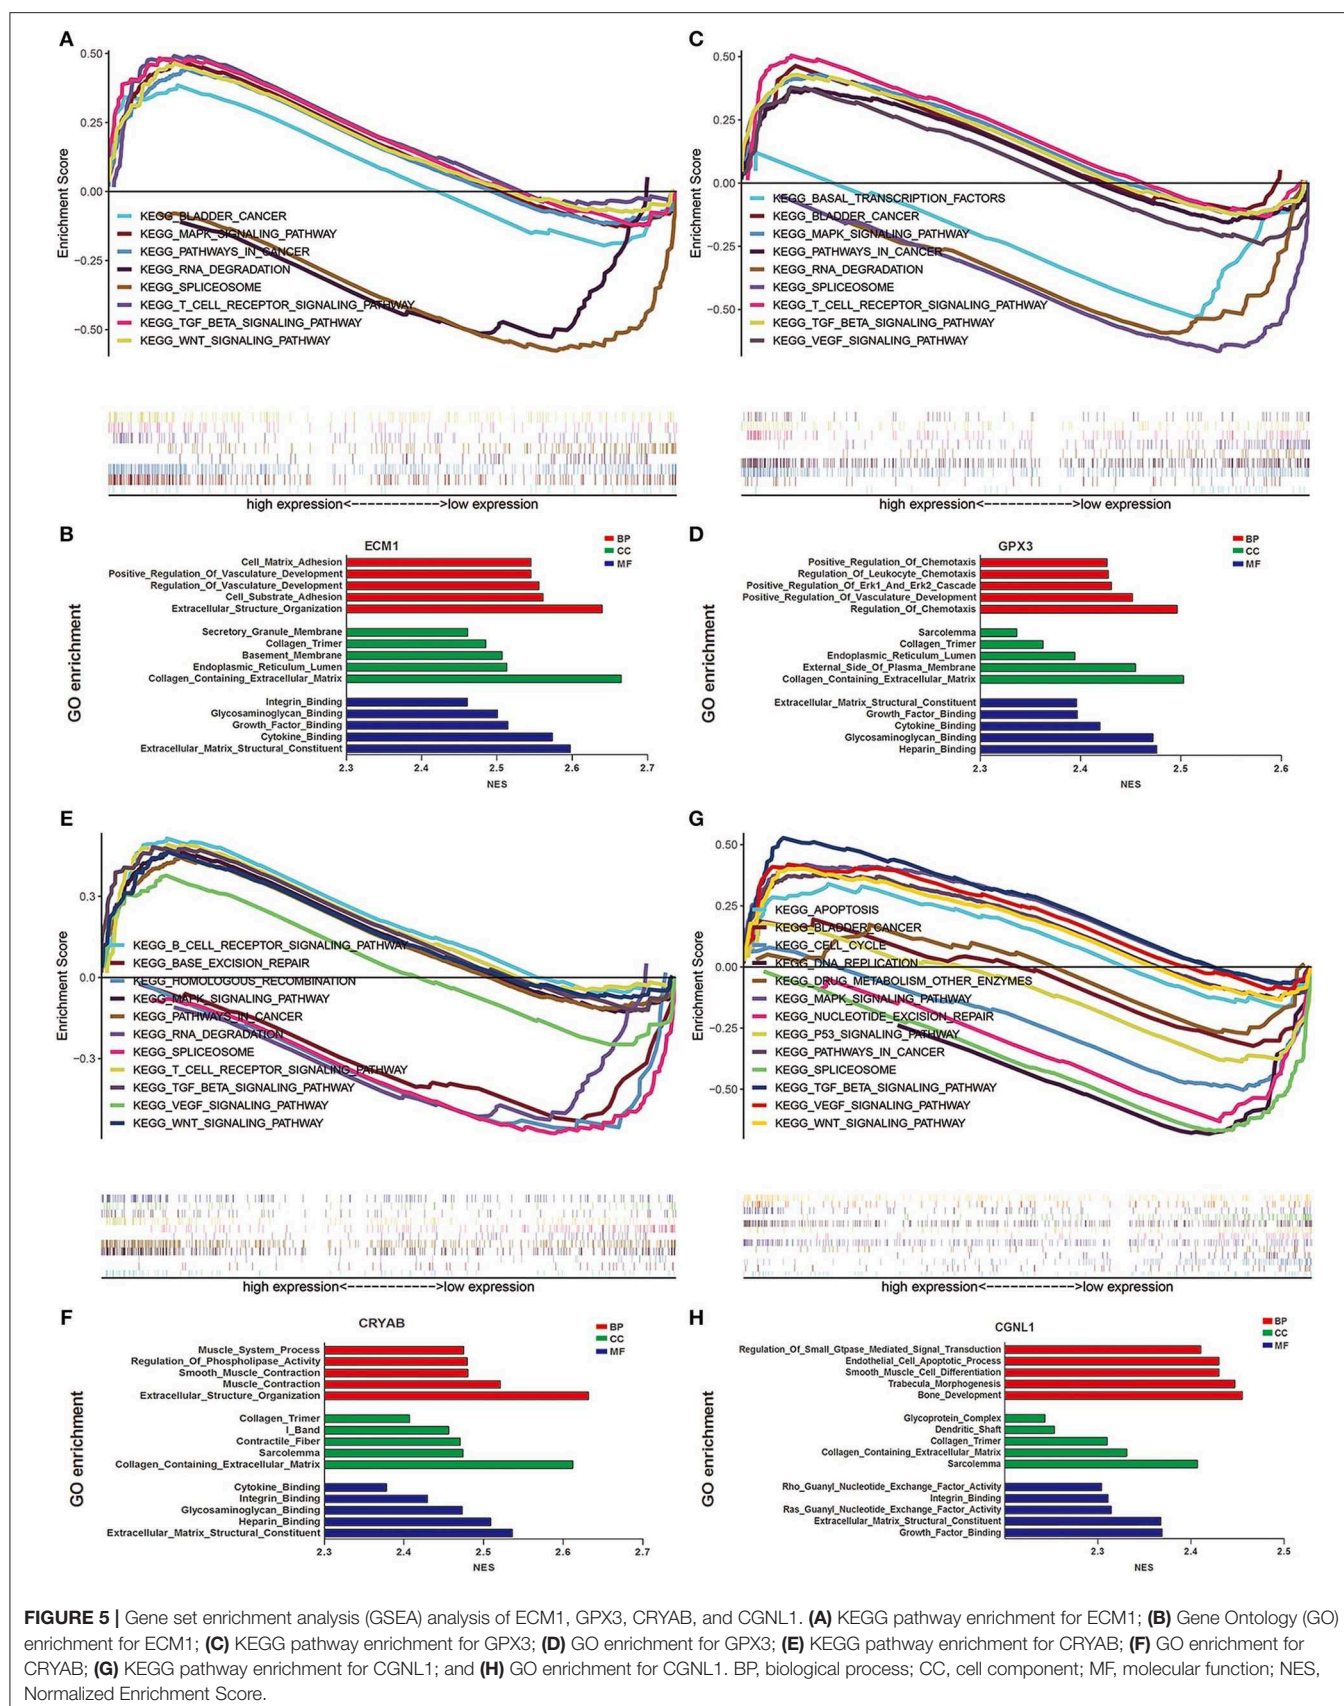 A
0.50
0.25
0.00
−0.25
−0.50
Enrichment Score
KEGG_BLADDER_CANCER
KEGG_MAPK_SIGNALING_PATHWAY
KEGG_PATHWAYS_IN_CANCER
KEGG_RNA_DEGRADATION
KEGG_SPLICEOSOME
KEGG_T_CELL_RECEPTOR_SIGNALING_PATHWAY
KEGG_TGF_BETA_SIGNALING_PATHWAY
KEGG_WNT_SIGNALING_PATHWAY
high expression<------------->low expression
C
0.50
0.25
0.00
−0.25
−0.50
Enrichment Score
KEGG_BASAL_TRANSCRIPTION_FACTORS
KEGG_BLADDER_CANCER
KEGG_MAPK_SIGNALING_PATHWAY
KEGG_PATHWAYS_IN_CANCER
KEGG_RNA_DEGRADATION
KEGG_SPLICEOSOME
KEGG_T_CELL_RECEPTOR_SIGNALING_PATHWAY
KEGG_TGF_BETA_SIGNALING_PATHWAY
KEGG_VEGF_SIGNALING_PATHWAY
high expression<------------->low expression
B
ECM1
BP
CC
MF
GO enrichment
Cell_Matrix_Adhesion
Positive_Regulation_Of_Vasculature_Development
Regulation_Of_Vasculature_Development
Cell_Substrate_Adhesion
Extracellular_Structure_Organization
Secretory_Granule_Membrane
Collagen_Trimer
Basement_Membrane
Endoplasmic_Reticulum_Lumen
Collagen_Containing_Extracellular_Matrix
Integrin_Binding
Glycosaminoglycan_Binding
Growth_Factor_Binding
Cytokine_Binding
Extracellular_Matrix_Structural_Constituent
2.3 2.4 2.5 2.6 2.7
NES
D
GPX3
BP
CC
MF
GO enrichment
Positive_Regulation_Of_Chemotaxis
Regulation_Of_Leukocyte_Chemotaxis
Positive_Regulation_Of_Erk1_And_Erk2_Cascade
Positive_Regulation_Of_Vasculature_Development
Regulation_Of_Chemotaxis
Sarcolemma
Collagen_Trimer
Endoplasmic_Reticulum_Lumen
External_Side_Of_Plasma_Membrane
Collagen_Containing_Extracellular_Matrix
Extracellular_Matrix_Structural_Constituent
Growth_Factor_Binding
Cytokine_Binding
Glycosaminoglycan_Binding
Heparin_Binding
2.3 2.4 2.5 2.6
NES
E
0.3
0.0
−0.3
Enrichment Score
KEGG_B_CELL_RECEPTOR_SIGNALING_PATHWAY
KEGG_BASE_EXCISION_REPAIR
KEGG_HOMOLOGOUS_RECOMBINATION
KEGG_MAPK_SIGNALING_PATHWAY
KEGG_PATHWAYS_IN_CANCER
KEGG_RNA_DEGRADATION
KEGG_SPLICEOSOME
KEGG_T_CELL_RECEPTOR_SIGNALING_PATHWAY
KEGG_TGF_BETA_SIGNALING_PATHWAY
KEGG_VEGF_SIGNALING_PATHWAY
KEGG_WNT_SIGNALING_PATHWAY
high expression<------------->low expression
G
0.50
0.25
0.00
−0.25
−0.50
Enrichment Score
KEGG_APOPTOSIS
KEGG_BLADDER_CANCER
KEGG_CELL_CYCLE
KEGG_DNA_REPLICATION
KEGG_DRUG_METABOLISM_OTHER_ENZYMES
KEGG_MAPK_SIGNALING_PATHWAY
KEGG_NUCLEOTIDE_EXCISION_REPAIR
KEGG_P53_SIGNALING_PATHWAY
KEGG_PATHWAYS_IN_CANCER
KEGG_SPLICEOSOME
KEGG_TGF_BETA_SIGNALING_PATHWAY
KEGG_VEGF_SIGNALING_PATHWAY
KEGG_WNT_SIGNALING_PATHWAY
high expression<------------->low expression
F
CRYAB
BP
CC
MF
GO enrichment
Muscle_System_Process
Regulation_Of_Phospholipase_Activity
Smooth_Muscle_Contraction
Muscle_Contraction
Extracellular_Structure_Organization
Collagen_Trimer
I_Band
Contractile_Fiber
Sarcolemma
Collagen_Containing_Extracellular_Matrix
Cytokine_Binding
Integrin_Binding
Glycosaminoglycan_Binding
Heparin_Binding
Extracellular_Matrix_Structural_Constituent
2.3 2.4 2.5 2.6 2.7
NES
H
CGNL1
BP
CC
MF
GO enrichment
Regulation_Of_Small_Gtpase_Mediated_Signal_Transduction
Endothelial_Cell_Apoptotic_Process
Smooth_Muscle_Cell_Differentiation
Trabecula_Morphogenesis
Bone_Development
Glycoprotein_Complex
Dendritic_Shaft
Collagen_Trimer
Collagen_Containing_Extracellular_Matrix
Sarcolemma
Rho_Guanyl_Nucleotide_Exchange_Factor_Activity
Integrin_Binding
Ras_Guanyl_Nucleotide_Exchange_Factor_Activity
Extracellular_Matrix_Structural_Constituent
Growth_Factor_Binding
2.3 2.4 2.5
NES
FIGURE 5 | Gene set enrichment analysis (GSEA) analysis of ECM1, GPX3, CRYAB, and CGNL1. (A) KEGG pathway enrichment for ECM1; (B) Gene Ontology (GO)
enrichment for ECM1; (C) KEGG pathway enrichment for GPX3; (D) GO enrichment for GPX3; (E) KEGG pathway enrichment for CRYAB; (F) GO enrichment for
CRYAB; (G) KEGG pathway enrichment for CGNL1; and (H) GO enrichment for CGNL1. BP, biological process; CC, cell component; MF, molecular function; NES,
Normalized Enrichment Score.